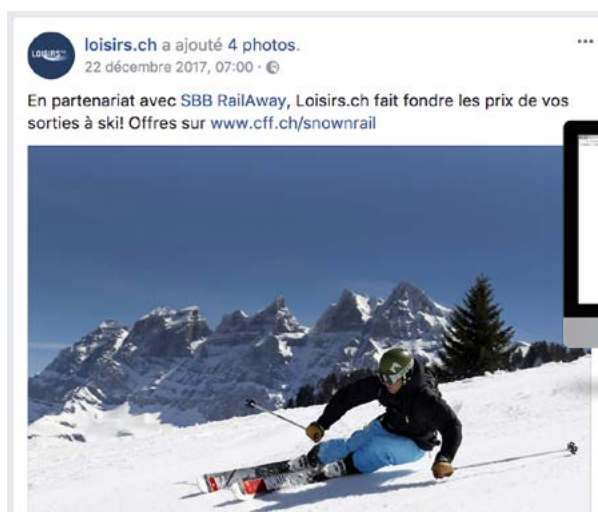 loisirs.ch a ajouté 4 photos.
LOISIRS
22 décembre 2017, 07:00 ·
En partenariat avec SBB RailAway, Loisirs.ch fait fondre les prix de vos
sorties à ski! Offres sur www.cff.ch/snownrail